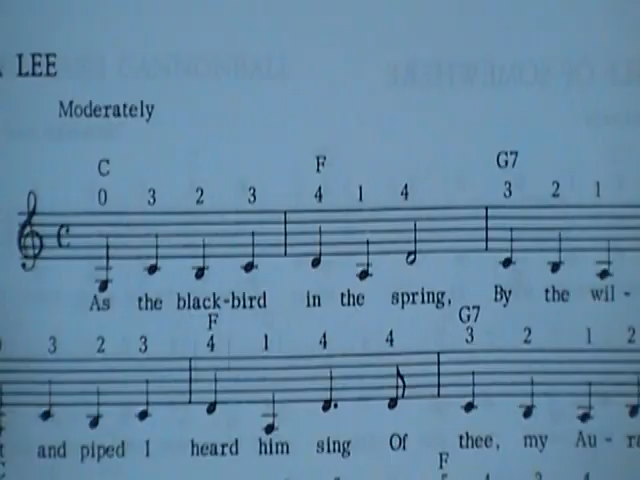 LEE
Moderately
C F G7
0 3 2 3 4 1 4 3 2 1
As the black-bird in the spring, By the wil-
F G7
3 2 3 4 1 4 4 3 2 1 2
and piped I heard him sing Of thee, my Au-
F